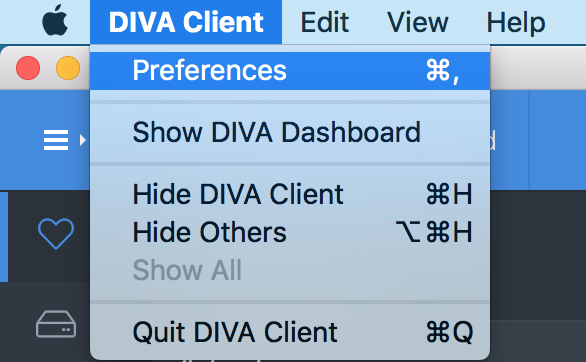 DIVA Client Edit View Help
Preferences ⌘,
Show DIVA Dashboard
Hide DIVA Client ⌘H
Hide Others ⌥⌘H
Show All
Quit DIVA Client ⌘Q